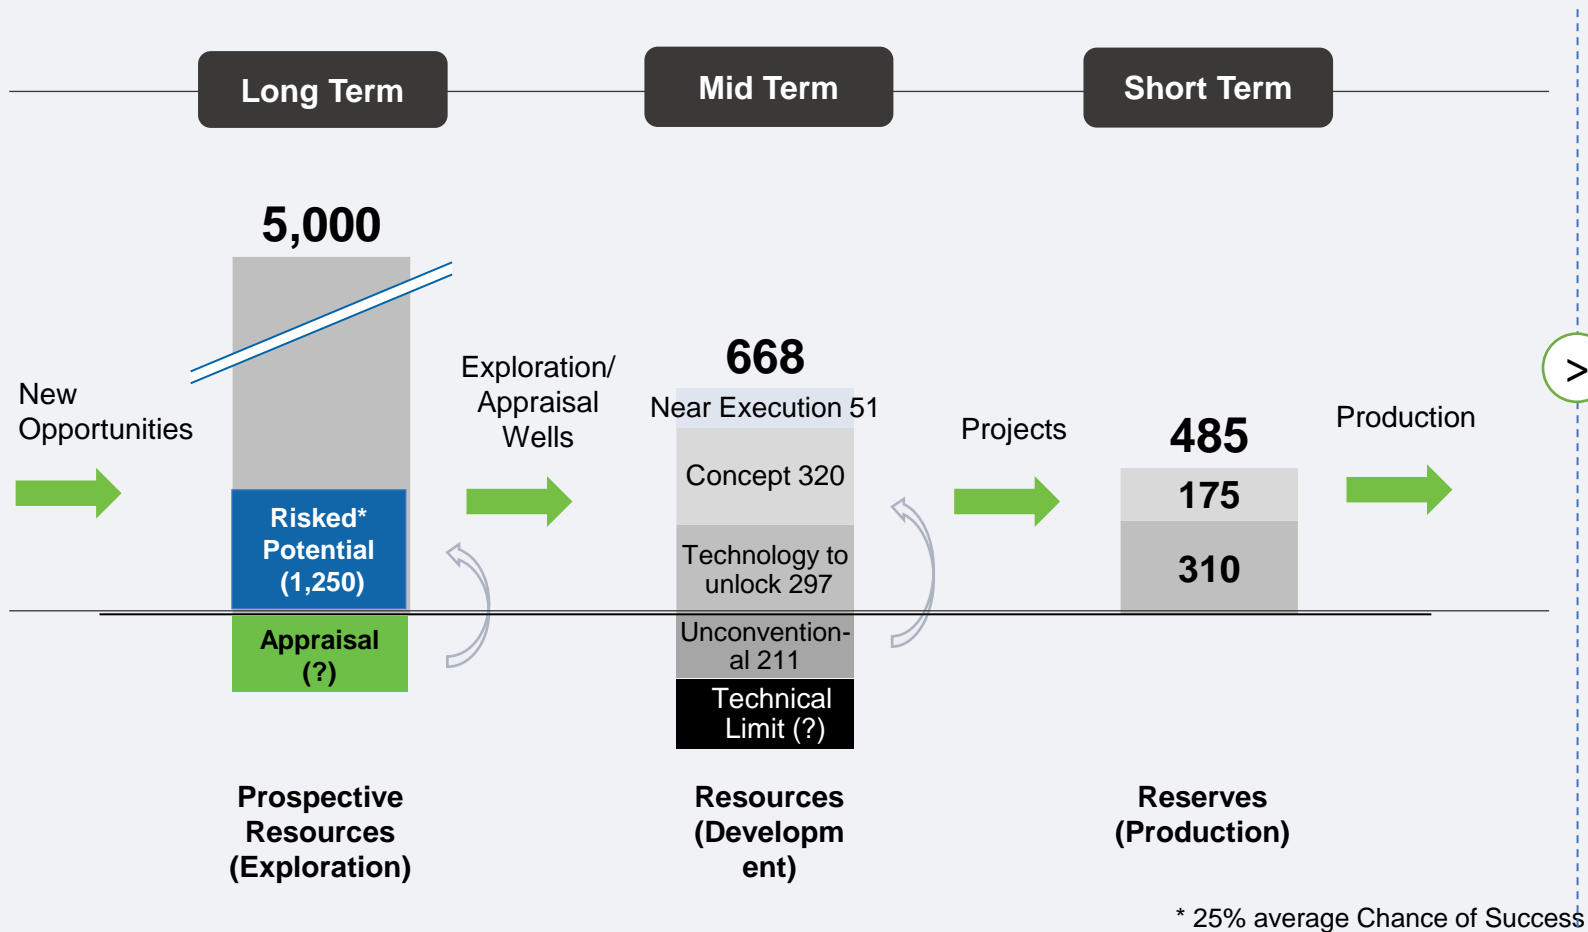 Long Term
Mid Term
Short Term
5,000
New
Opportunities
Risked*
Potential
(1,250)
Appraisal
(?)
Exploration/
Appraisal
Wells
668
Near Execution 51
Concept 320
Technology to
unlock 297
Unconvention-
al 211
Technical
Limit (?)
Projects
485
175
310
Production
>
Prospective
Resources
(Exploration)
Resources
(Developm
ent)
Reserves
(Production)
* 25% average Chance of Success